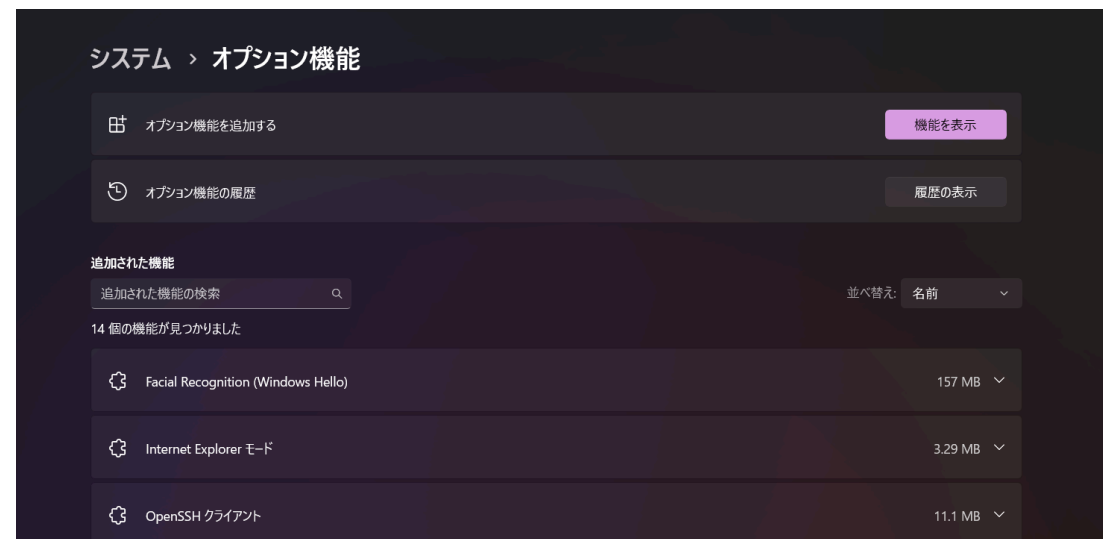 システム › オプション機能
オプション機能を追加する 機能を表示
オプション機能の履歴 履歴の表示
追加された機能
追加された機能の検索 並べ替え: 名前
14 個の機能が見つかりました
Facial Recognition (Windows Hello) 157 MB
Internet Explorer モード 3.29 MB
OpenSSH クライアント 11.1 MB